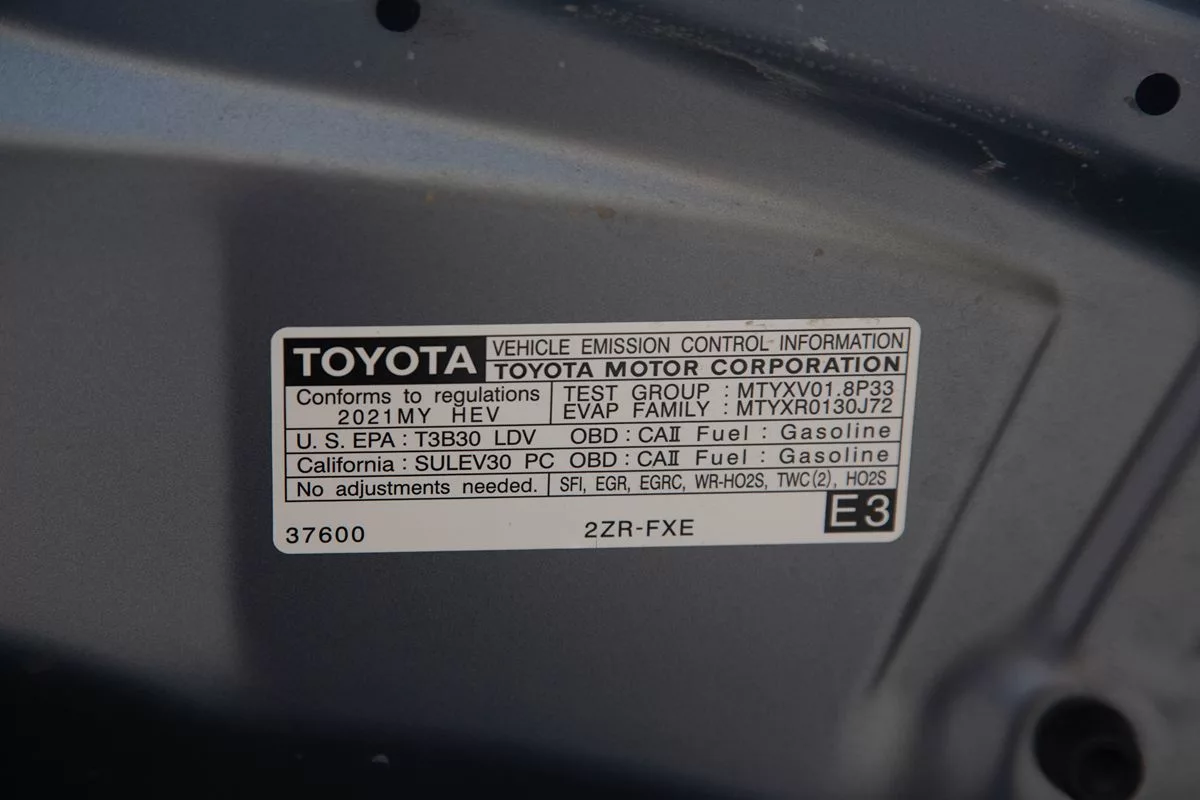 TOYOTA VEHICLE EMISSION CONTROL INFORMATION
TOYOTA MOTOR CORPORATION
Conforms to regulations
2021MY HEV
TEST GROUP : MTYXV01.8P33
EVAP FAMILY : MTYXR0130J72
U. S. EPA : T3B30 LDV OBD : CAⅡ Fuel : Gasoline
California : SULEV30 PC OBD : CAⅡ Fuel : Gasoline
No adjustments needed. SFI, EGR, EGRC, WR-HO2S, TWC(2), HO2S
37600 2ZR-FXE E3